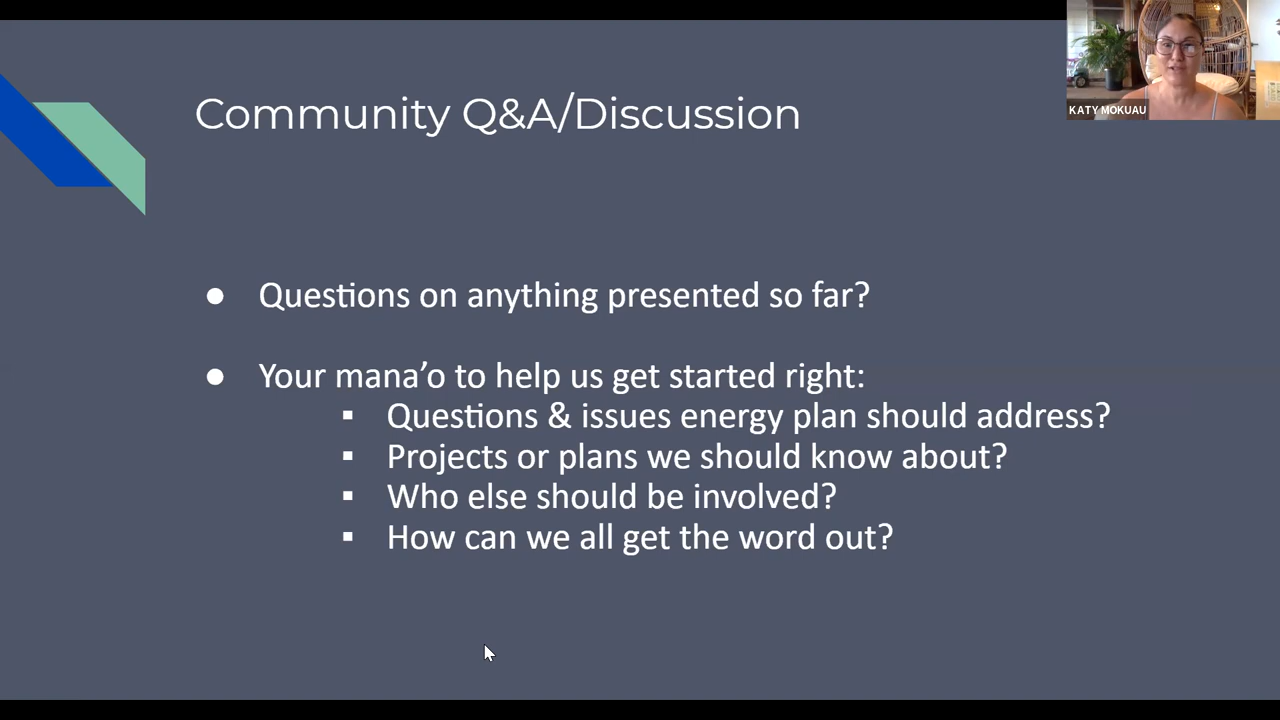 KATY MOKUAU
Community Q&A/Discussion
● Questions on anything presented so far?
● Your mana’o to help us get started right:
▪ Questions & issues energy plan should address?
▪ Projects or plans we should know about?
▪ Who else should be involved?
▪ How can we all get the word out?